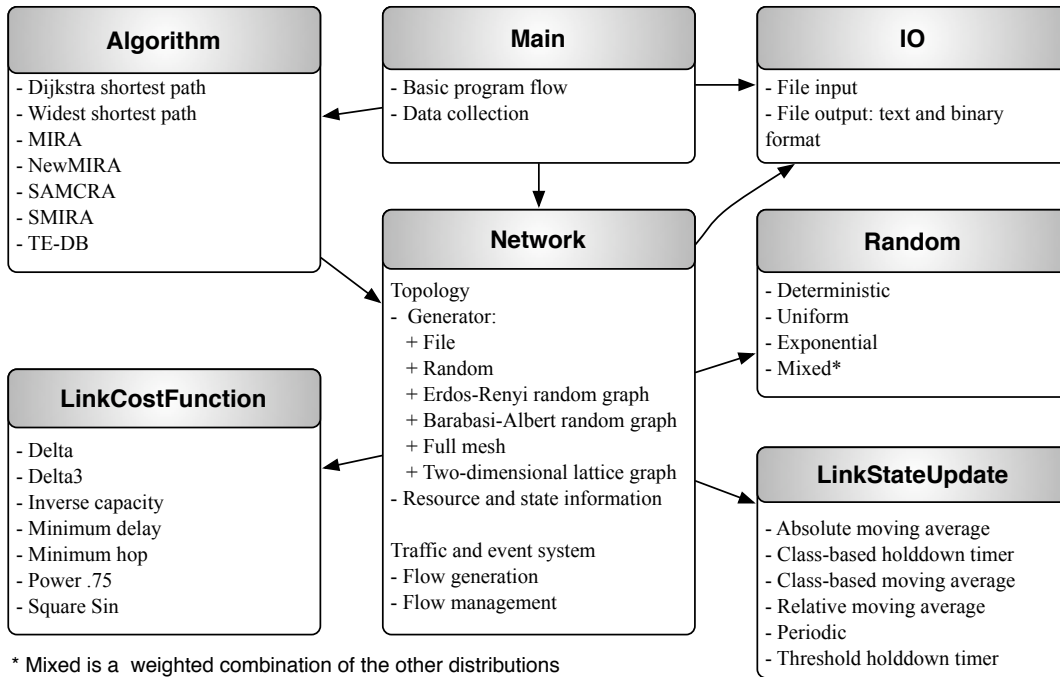 Algorithm
- Dijkstra shortest path
- Widest shortest path
- MIRA
- NewMIRA
- SAMCRA
- SMIRA
- TE-DB
Main
- Basic program flow
- Data collection
IO
- File input
- File output: text and binary
format
Network
Topology
- Generator:
+ File
+ Random
+ Erdos-Renyi random graph
+ Barabasi-Albert random graph
+ Full mesh
+ Two-dimensional lattice graph
- Resource and state information
Traffic and event system
- Flow generation
- Flow management
Random
- Deterministic
- Uniform
- Exponential
- Mixed*
LinkCostFunction
- Delta
- Delta3
- Inverse capacity
- Minimum delay
- Minimum hop
- Power .75
- Square Sin
LinkStateUpdate
- Absolute moving average
- Class-based holddown timer
- Class-based moving average
- Relative moving average
- Periodic
- Threshold holddown timer
* Mixed is a weighted combination of the other distributions